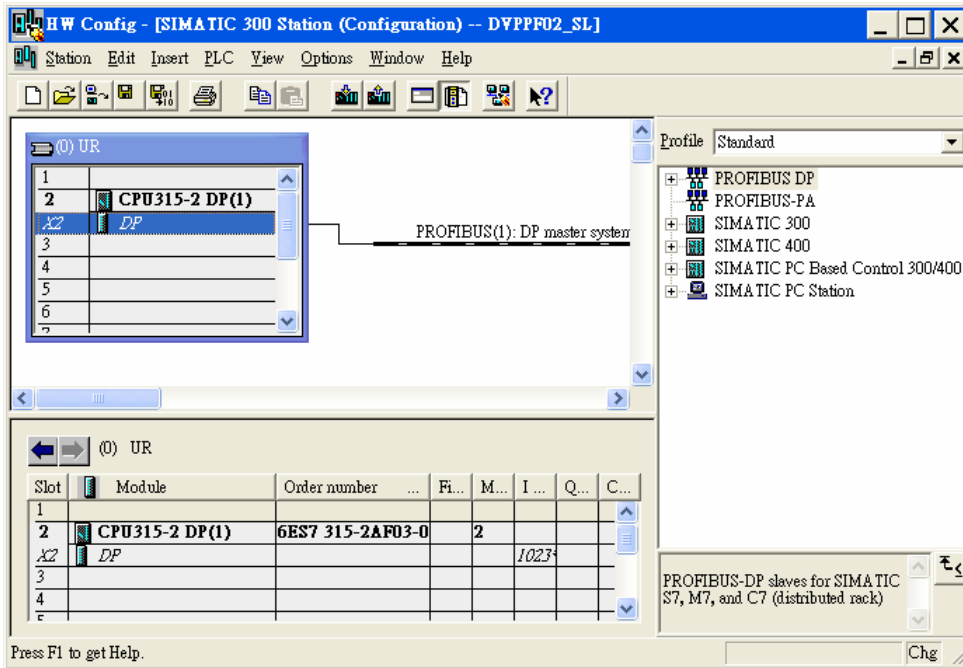 HW Config - [SIMATIC 300 Station (Configuration) -- DVPPF02_SL]
Station Edit Insert PLC View Options Window Help
(0) UR
1
2 CPU315-2 DP(1)
X2 DP
3
4
5
6
7
PROFIBUS(1): DP master system
Profile Standard
PROFIBUS DP
PROFIBUS-PA
SIMATIC 300
SIMATIC 400
SIMATIC PC Based Control 300/400
SIMATIC PC Station
(0) UR
Slot Module Order number ... Fi... M... I ... Q... C...
1
2 CPU315-2 DP(1) 6ES7 315-2AF03-0 2
X2 DP 1023*
3
4
5
PROFIBUS-DP slaves for SIMATIC
S7, M7, and C7 (distributed rack)
Press F1 to get Help.
Chg